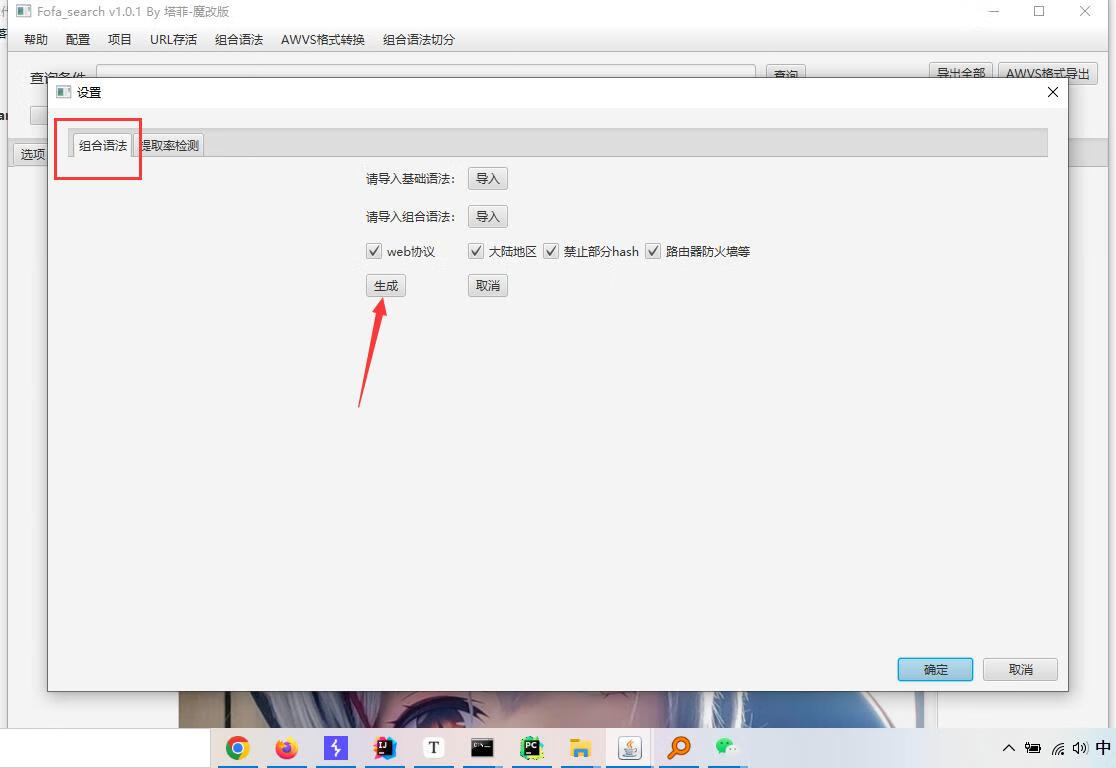 Fofa_search v1.0.1 By 塔菲-魔改版
帮助 配置 项目 URL存活 组合语法 AWVS格式转换 组合语法切分
查询条件 查询 导出全部 AWVS格式导出
设置
选项
组合语法 提取率检测
请导入基础语法： 导入
请导入组合语法： 导入
web协议 大陆地区 禁止部分hash 路由器防火墙等
生成 取消
确定 取消
中